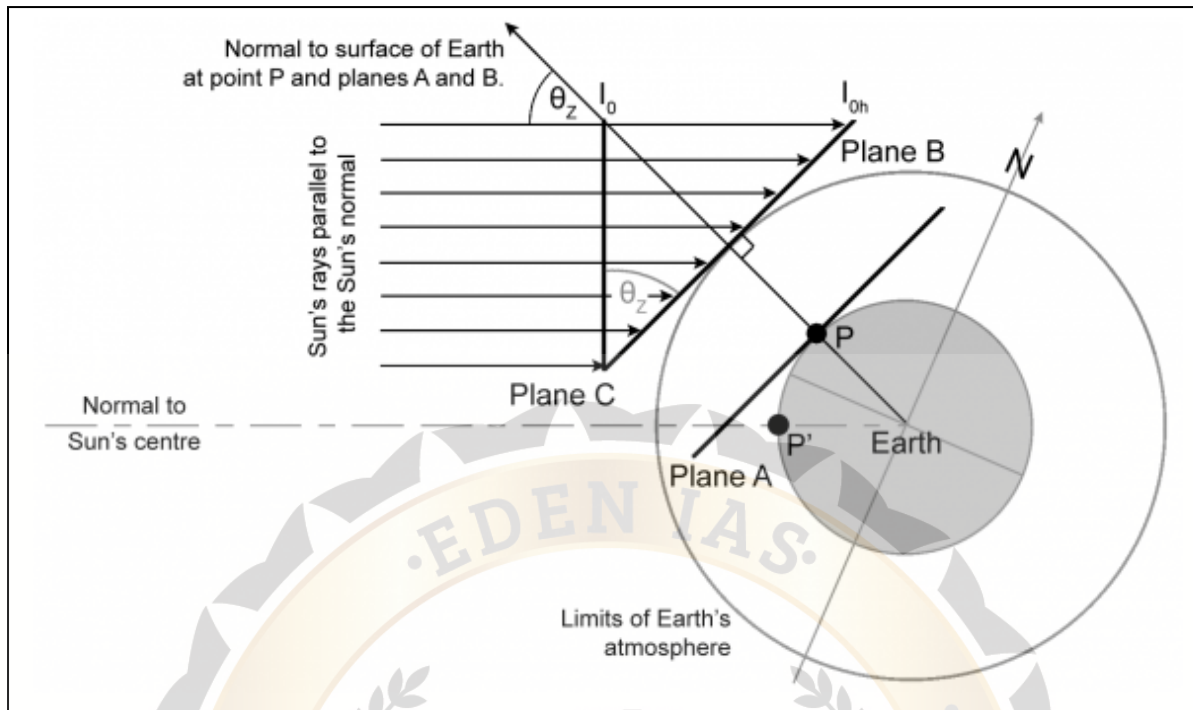 Normal to surface of Earth
at point P and planes A and B.
θz
I0
I0h
Plane B
N
Sun's rays parallel to
the Sun's normal
θz
P
Plane C
Normal to
Sun's centre
P'
Earth
Plane A
·EDEN IAS·
Limits of Earth's
atmosphere